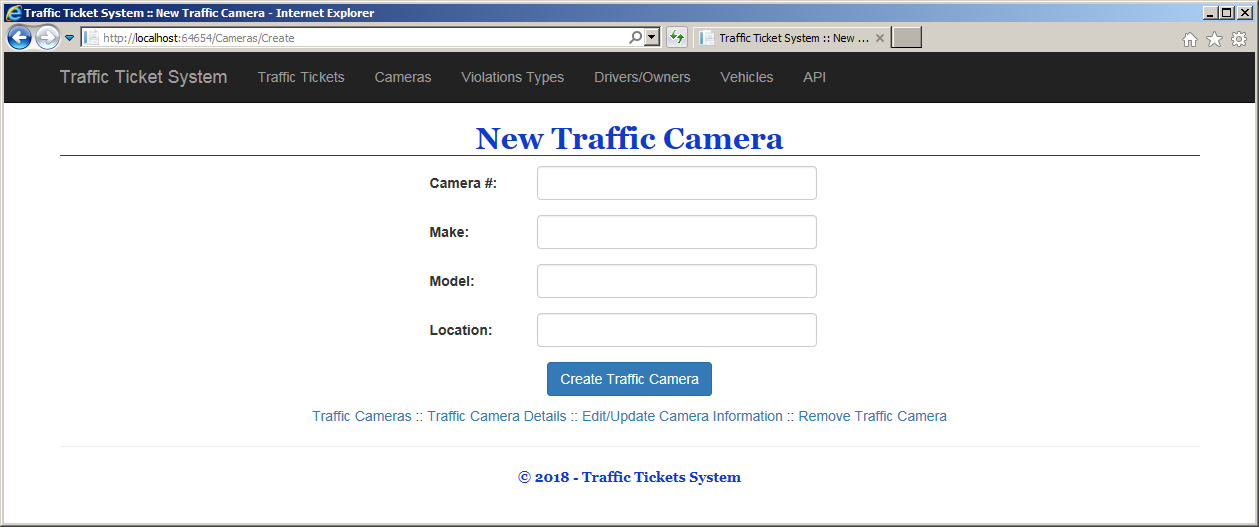 Traffic Ticket System :: New Traffic Camera - Internet Explorer
http://localhost:64654/Cameras/Create
Traffic Ticket System :: New ...
Traffic Ticket System Traffic Tickets Cameras Violations Types Drivers/Owners Vehicles API
New Traffic Camera
Camera #:
Make:
Model:
Location:
Create Traffic Camera
Traffic Cameras :: Traffic Camera Details :: Edit/Update Camera Information :: Remove Traffic Camera
© 2018 - Traffic Tickets System